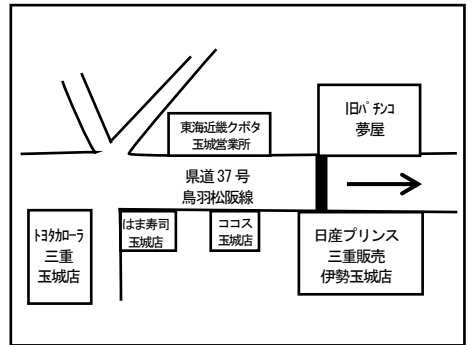 旧ﾊﾟﾁﾝｺ
夢屋
東海近畿クボタ
玉城営業所
県道37号
鳥羽松阪線
ﾄﾖﾀｶﾛｰﾗ
三重
玉城店
はま寿司
玉城店
ココス
玉城店
日産プリンス
三重販売
伊勢玉城店